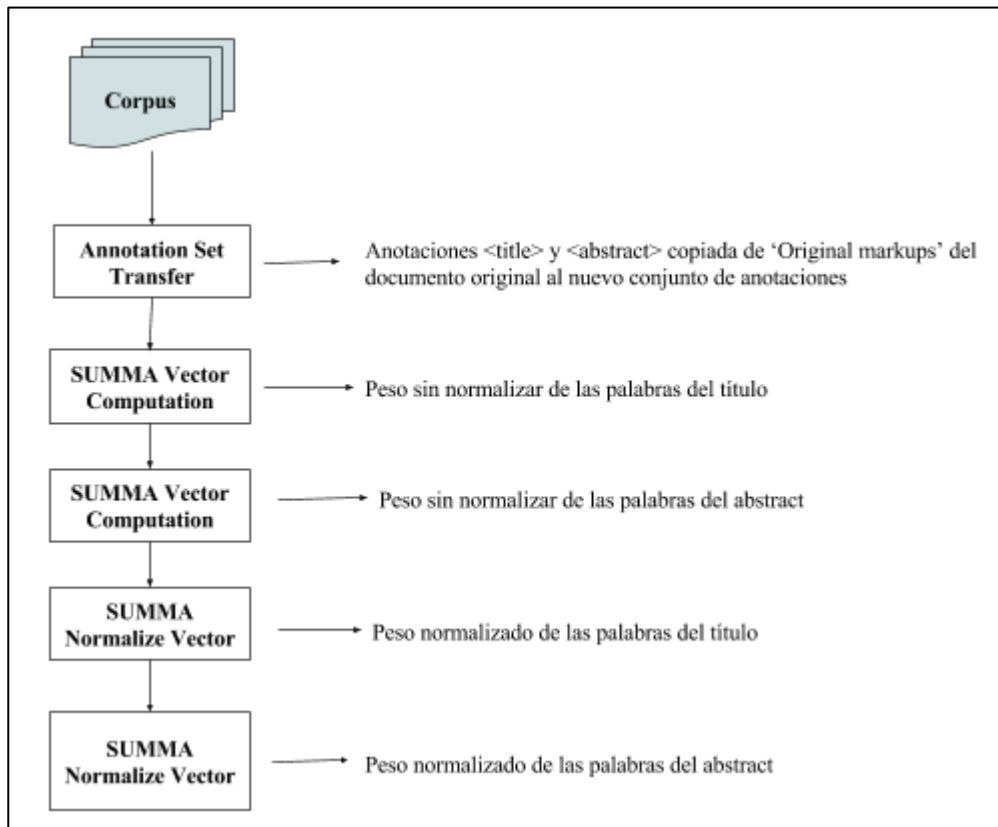 Corpus
Annotation Set
Transfer
Anotaciones <title> y <abstract> copiada de ‘Original markups’ del
documento original al nuevo conjunto de anotaciones
SUMMA Vector
Computation
Peso sin normalizar de las palabras del título
SUMMA Vector
Computation
Peso sin normalizar de las palabras del abstract
SUMMA
Normalize Vector
Peso normalizado de las palabras del título
SUMMA
Normalize Vector
Peso normalizado de las palabras del abstract